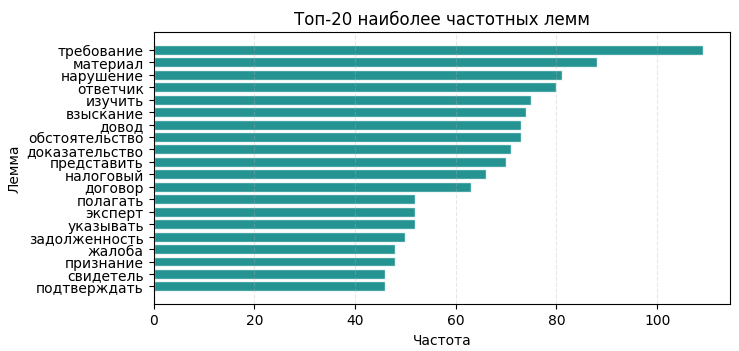 Топ-20 наиболее частотных лемм
требование
материал
нарушение
ответчик
изучить
взыскание
довод
обстоятельство
доказательство
представить
налоговый
договор
полагать
эксперт
указывать
задолженность
жалоба
признание
свидетель
подтверждать
Лемма
0 20 40 60 80 100
Частота